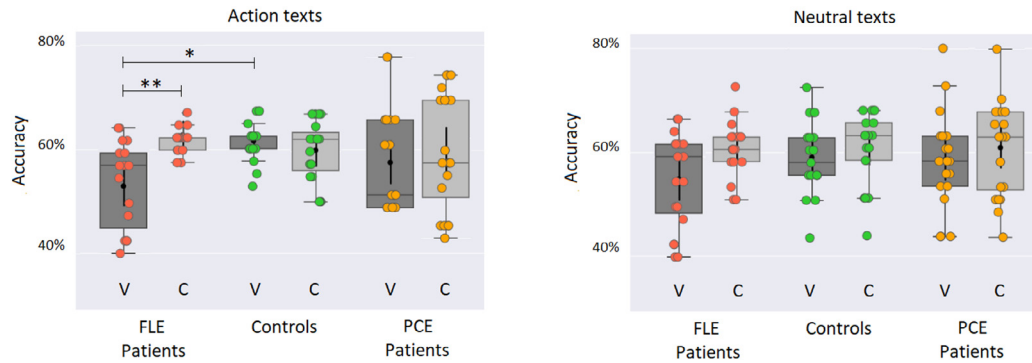 Action texts
80%
60%
40%
Accuracy
*
**
V C V C V C
FLE Patients
Controls
PCE Patients
Neutral texts
80%
60%
40%
Accuracy
V C V C V C
FLE Patients
Controls
PCE Patients